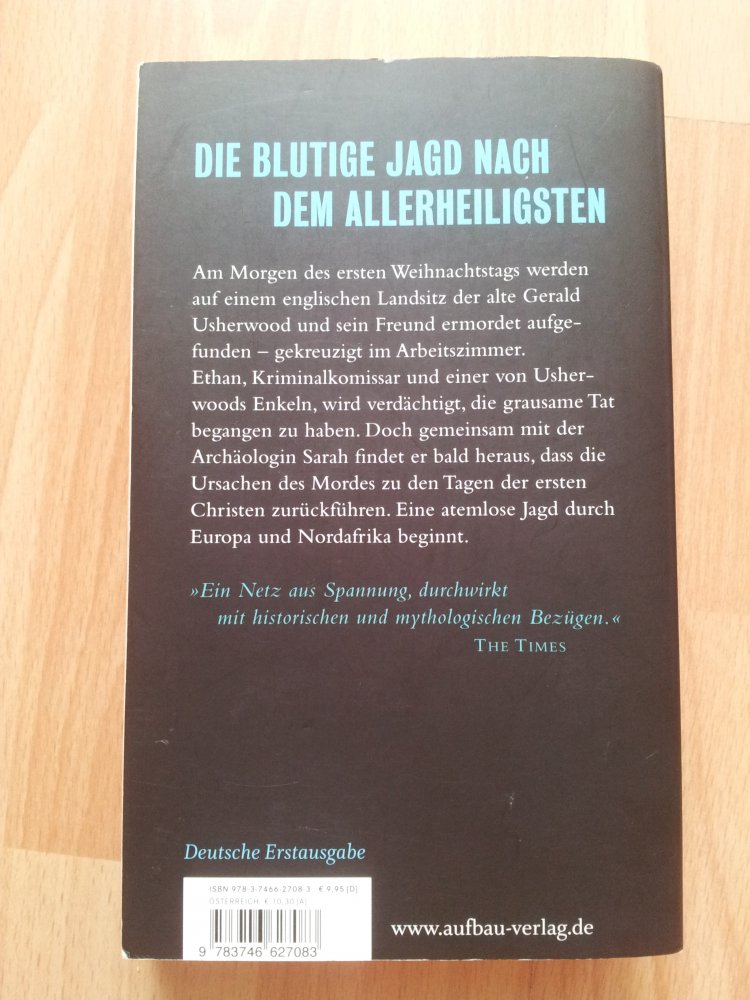 DIE BLUTIGE JAGD NACH
DEM ALLERHEILIGSTEN
Am Morgen des ersten Weihnachtstags werden
auf einem englischen Landsitz der alte Gerald
Usherwood und sein Freund ermordet aufge-
funden – gekreuzigt im Arbeitszimmer.
Ethan, Kriminalkomissar und einer von Usher-
woods Enkeln, wird verdächtigt, die grausame Tat
begangen zu haben. Doch gemeinsam mit der
Archäologin Sarah findet er bald heraus, dass die
Ursachen des Mordes zu den Tagen der ersten
Christen zurückführen. Eine atemlose Jagd durch
Europa und Nordafrika beginnt.
»Ein Netz aus Spannung, durchwirkt
mit historischen und mythologischen Bezügen.«
THE TIMES
Deutsche Erstausgabe
ISBN 978-3-7466-2708-3 € 9,95 [D]
ÖSTERREICH: € 10,30 [A]
9 783746 627083
www.aufbau-verlag.de